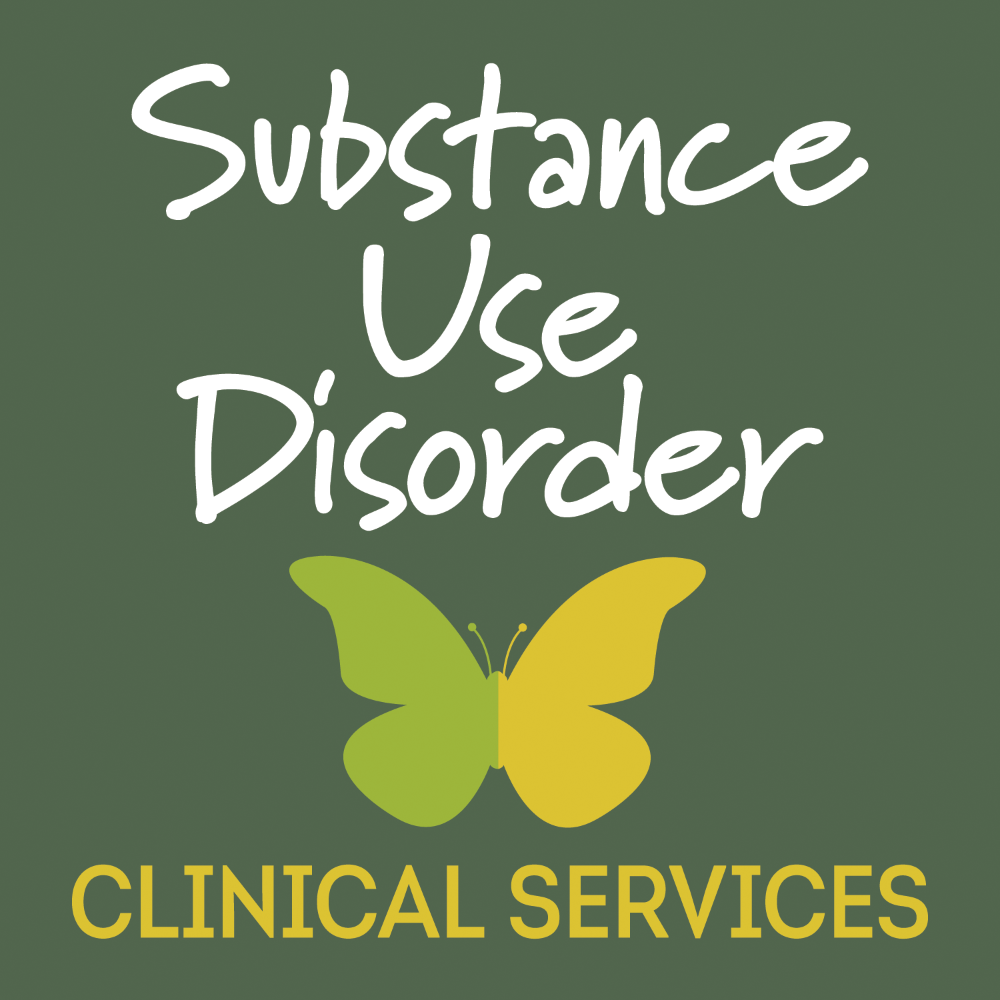 Substance
Use
Disorder
CLINICAL SERVICES